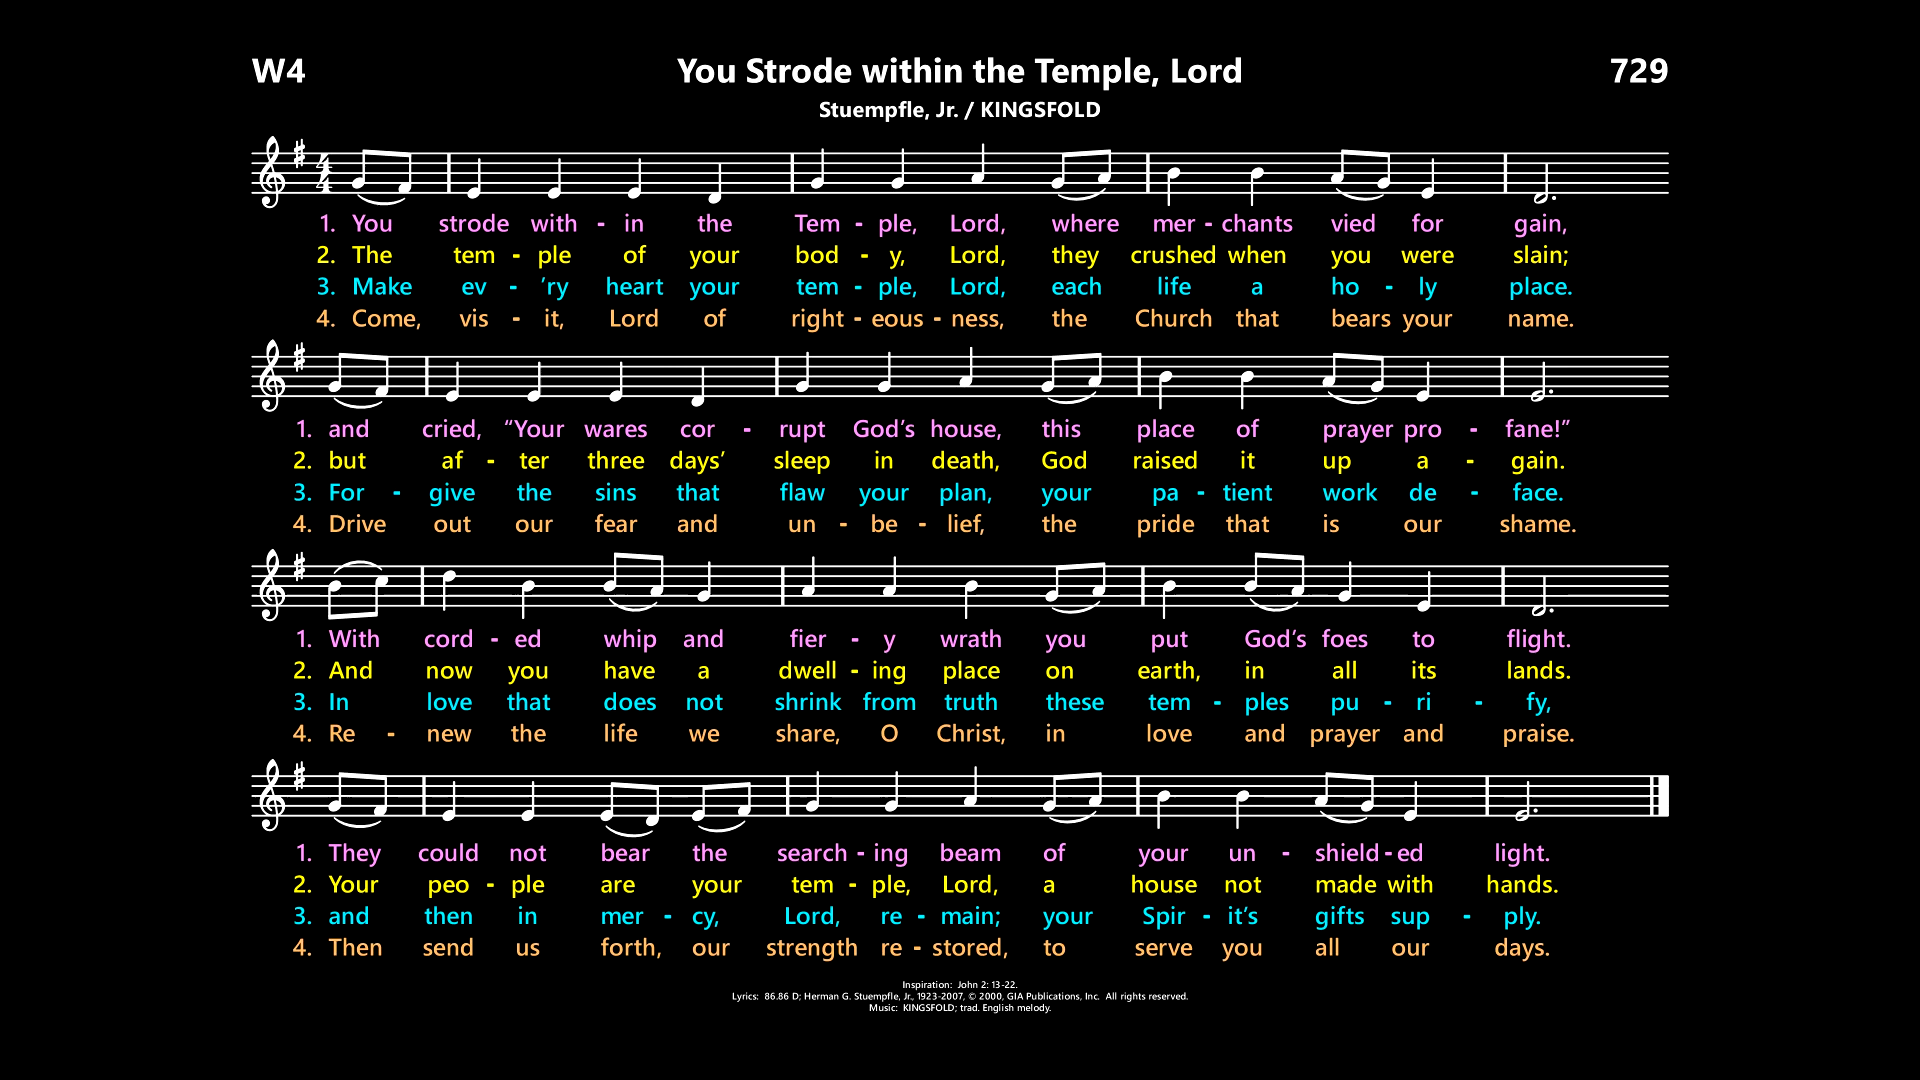 W4 You Strode within the Temple, Lord 729
Stuempfle, Jr. / KINGSFOLD
4
4
1. You strode with - in the Tem - ple, Lord, where mer - chants vied for gain,
2. The tem - ple of your bod - y, Lord, they crushed when you were slain;
3. Make ev - ’ry heart your tem - ple, Lord, each life a ho - ly place.
4. Come, vis - it, Lord of right - eous - ness, the Church that bears your name.
1. and cried, “Your wares cor - rupt God’s house, this place of prayer pro - fane!”
2. but af - ter three days’ sleep in death, God raised it up a - gain.
3. For - give the sins that flaw your plan, your pa - tient work de - face.
4. Drive out our fear and un - be - lief, the pride that is our shame.
1. With cord - ed whip and fier - y wrath you put God’s foes to flight.
2. And now you have a dwell - ing place on earth, in all its lands.
3. In love that does not shrink from truth these tem - ples pu - ri - fy,
4. Re - new the life we share, O Christ, in love and prayer and praise.
1. They could not bear the search - ing beam of your un - shield - ed light.
2. Your peo - ple are your tem - ple, Lord, a house not made with hands.
3. and then in mer - cy, Lord, re - main; your Spir - it’s gifts sup - ply.
4. Then send us forth, our strength re - stored, to serve you all our days.
Inspiration: John 2: 13-22.
Lyrics: 86.86 D; Herman G. Stuempfle, Jr., 1923-2007, © 2000, GIA Publications, Inc. All rights reserved.
Music: KINGSFOLD; trad. English melody.